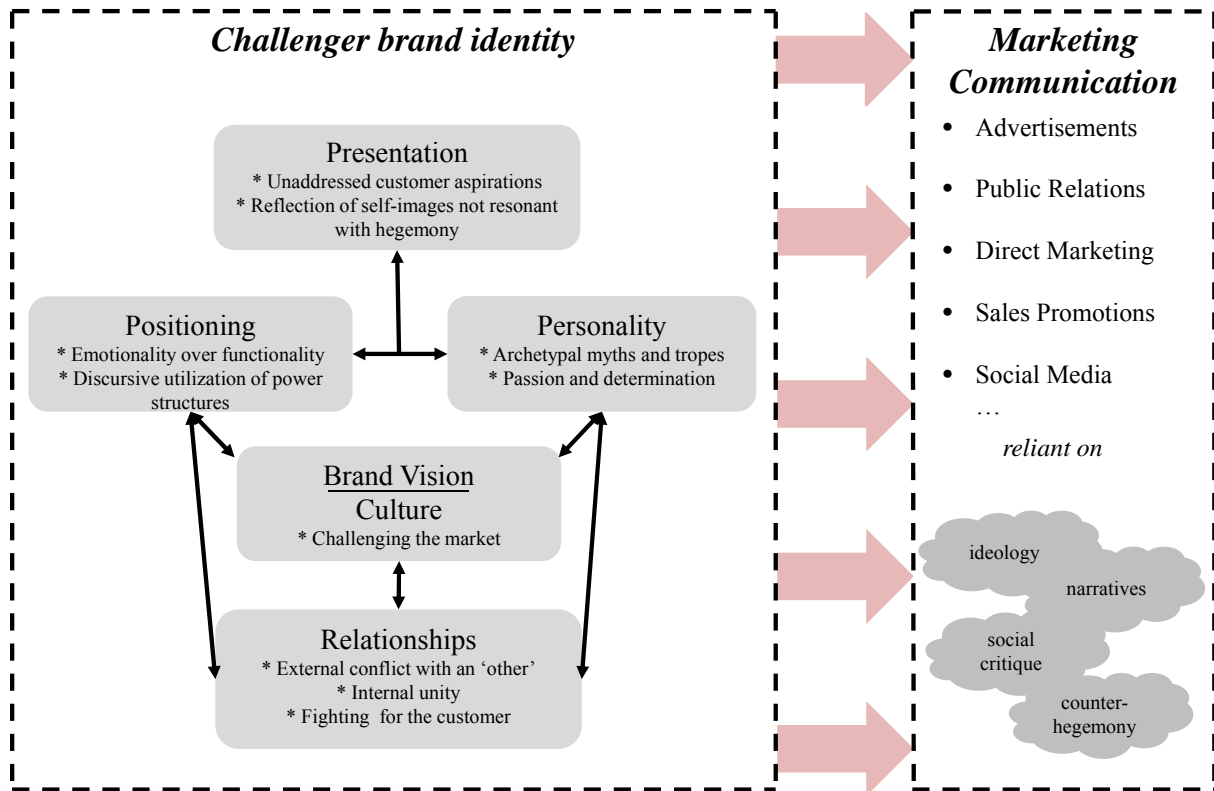 Challenger brand identity
Presentation
* Unaddressed customer aspirations
* Reflection of self-images not resonant
with hegemony
Positioning
* Emotionality over functionality
* Discursive utilization of power
structures
Personality
* Archetypal myths and tropes
* Passion and determination
Brand Vision
Culture
* Challenging the market
Relationships
* External conflict with an ‘other’
* Internal unity
* Fighting for the customer
Marketing
Communication
• Advertisements
• Public Relations
• Direct Marketing
• Sales Promotions
• Social Media
…
reliant on
ideology
narratives
social
critique
counter-
hegemony